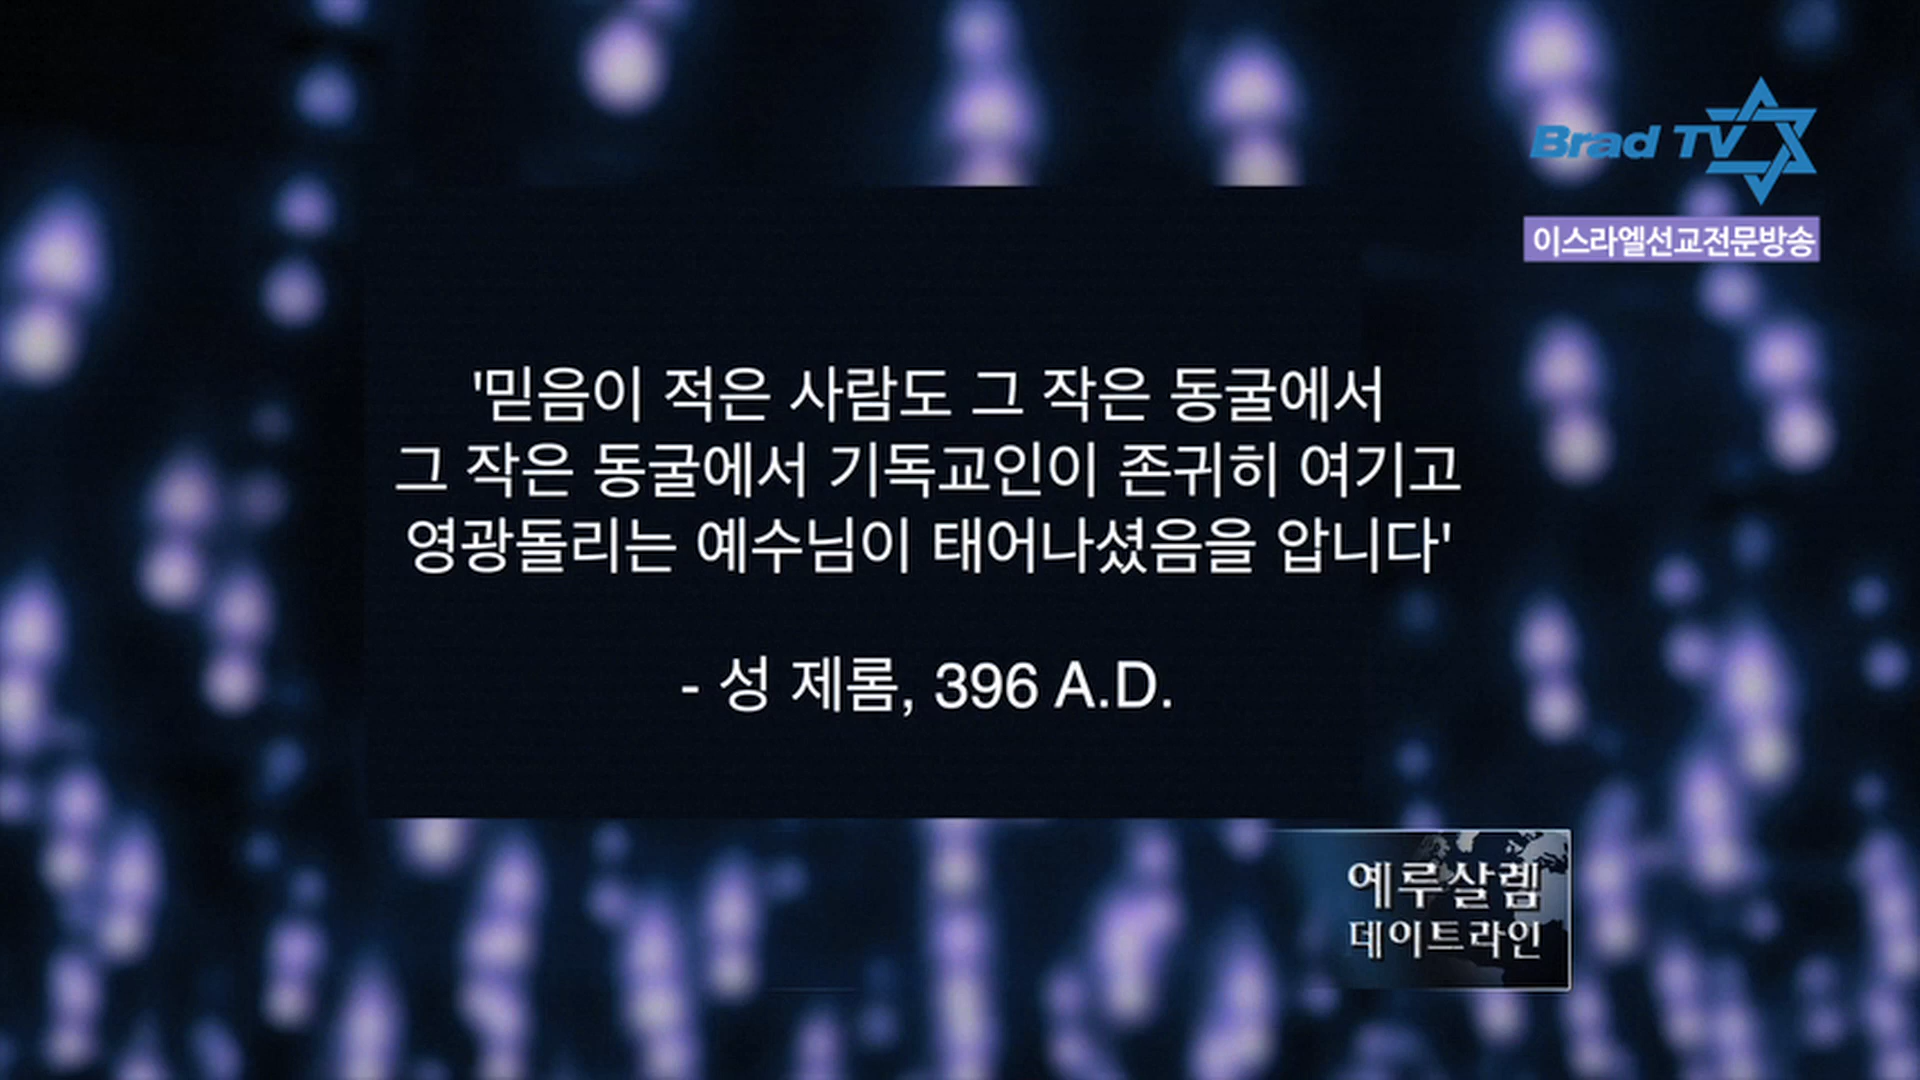 Brad TV
이스라엘선교전문방송
'믿음이 적은 사람도 그 작은 동굴에서
그 작은 동굴에서 기독교인이 존귀히 여기고
영광돌리는 예수님이 태어나셨음을 압니다'
- 성 제롬, 396 A.D.
예루살렘
데이트라인